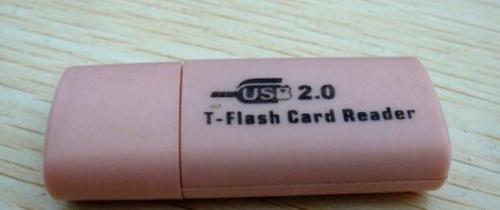 USB 2.0
T-Flash Card Reader